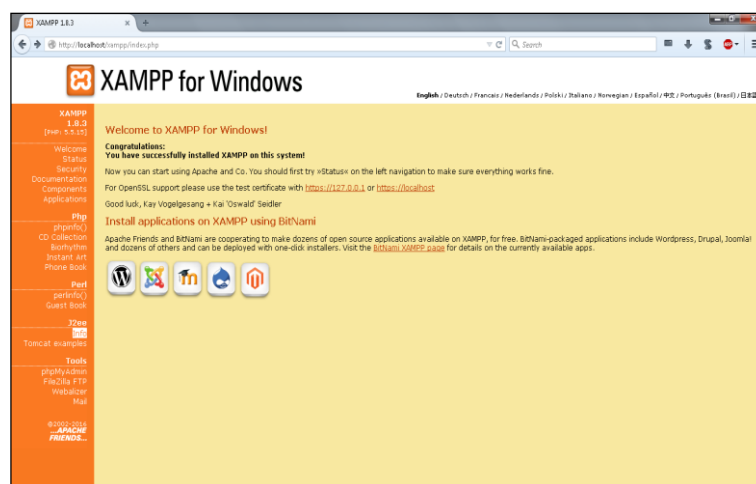 XAMPP 1.8.3
http://localhost/xampp/index.php
Search
XAMPP for Windows
English / Deutsch / Francais / Nederlands / Polski / Italiano / Norwegian / Español / 中文 / Português (Brasil) / 日本語
XAMPP
1.8.3
[PHP: 5.5.15]
Welcome
Status
Security
Documentation
Components
Applications
Php
phpinfo()
CD Collection
Biorhythm
Instant Art
Phone Book
Perl
perlinfo()
Guest Book
J2ee
Info
Tomcat examples
Tools
phpMyAdmin
FileZilla FTP
Webalizer
Mail
©2002-2014
...APACHE
FRIENDS...
Welcome to XAMPP for Windows!
Congratulations:
You have successfully installed XAMPP on this system!
Now you can start using Apache and Co. You should first try »Status« on the left navigation to make sure everything works fine.
For OpenSSL support please use the test certificate with https://127.0.0.1 or https://localhost
Good luck, Kay Vogelgesang + Kai 'Oswald' Seidler
Install applications on XAMPP using BitNami
Apache Friends and BitNami are cooperating to make dozens of open source applications available on XAMPP, for free. BitNami-packaged applications include Wordpress, Drupal, Joomla!
and dozens of others and can be deployed with one-click installers. Visit the BitNami XAMPP page for details on the currently available apps.